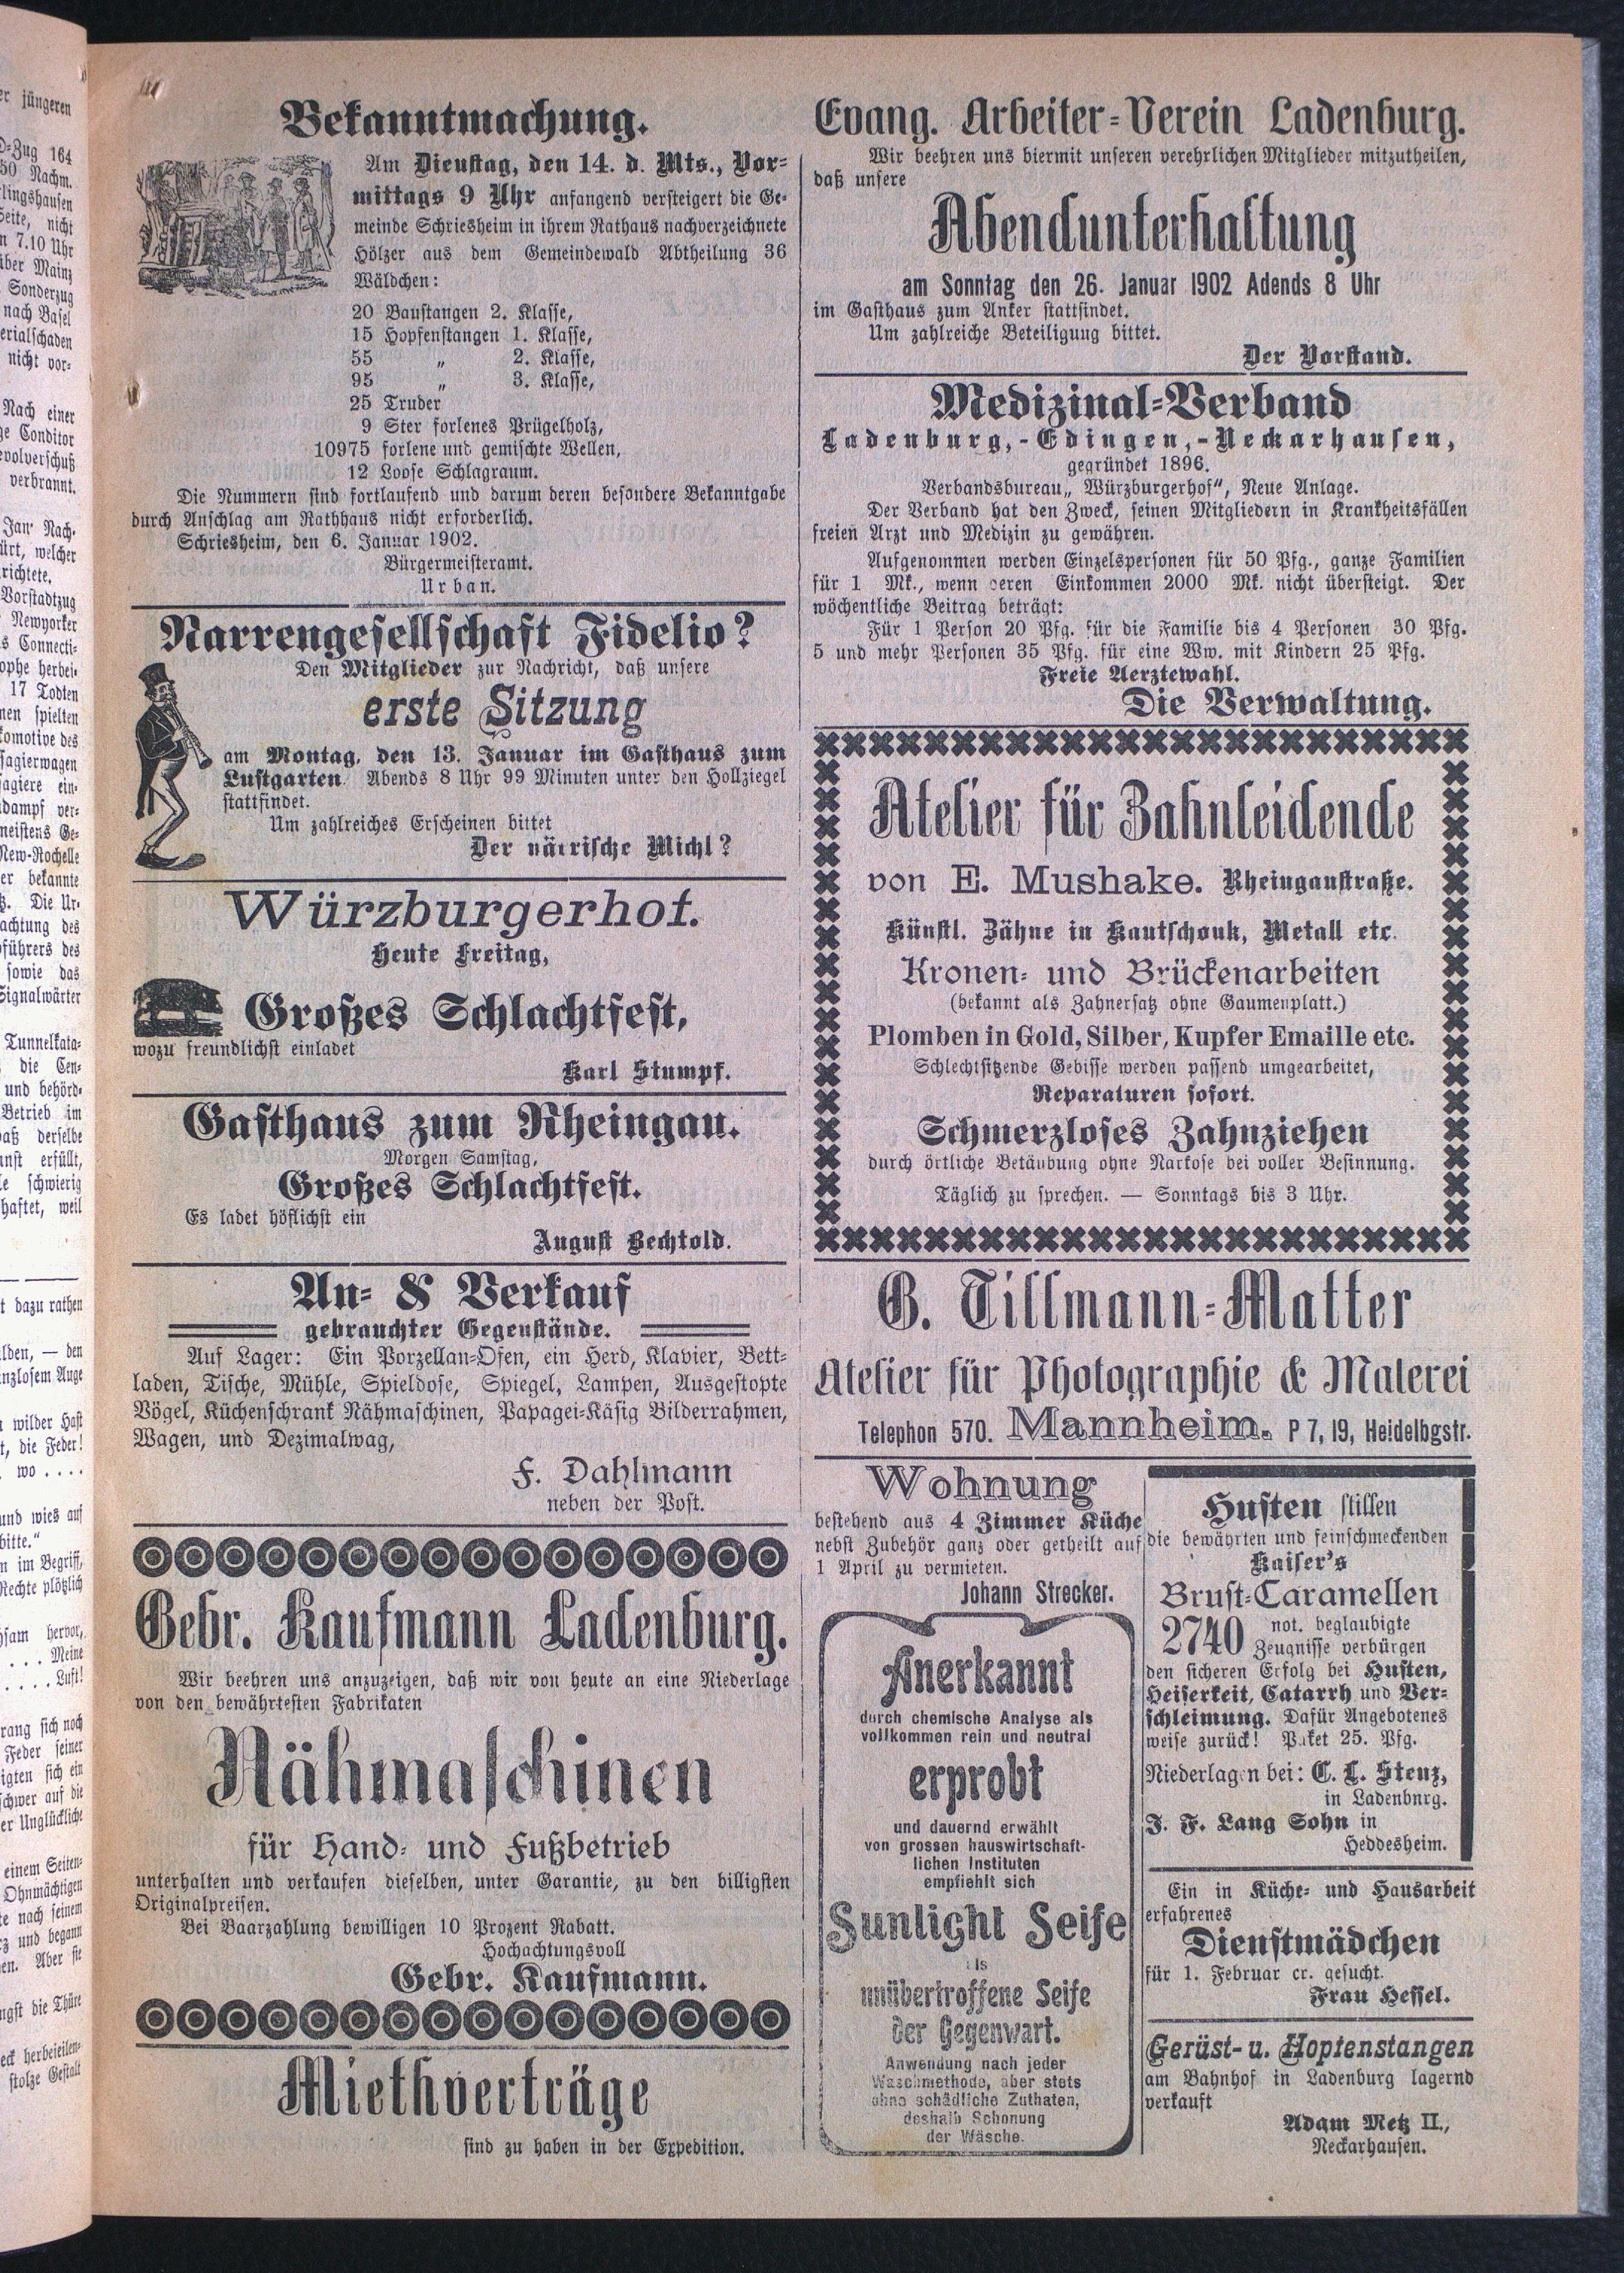 Bekanntmachung.
Am Dienstag, den 14. d. Mts., Vor-
mittags 9 Uhr anfangend versteigert die Ge-
meinde Schriesheim in ihrem Rathaus nachverzeichnete
Hölzer aus dem Gemeindewald Abtheilung 36
Wäldchen:
20 Baustangen 2. Klasse,
15 Hopfenstangen 1. Klasse,
55 „ 2. Klasse,
95 „ 3. Klasse,
25 Truder
9 Ster forlenes Prügelholz,
10975 forlene und gemischte Wellen,
12 Loose Schlagraum.
Die Nummern sind fortlaufend und darum deren besondere Bekanntgabe
durch Anschlag am Rathhaus nicht erforderlich.
Schriesheim, den 6. Januar 1902.
Bürgermeisteramt.
Urban.
Narrengesellschaft Fidelio?
Den Mitglieder zur Nachricht, daß unsere
erste Sitzung
am Montag, den 13. Januar im Gasthaus zum
Lustgarten. Abends 8 Uhr 99 Minuten unter den Hollziegel
stattfindet.
Um zahlreiches Erscheinen bittet
Der närrische Michl?
Würzburgerhof.
Heute Freitag,
Großes Schlachtfest,
wozu freundlichst einladet
Karl Stumpf.
Gasthaus zum Rheingau.
Morgen Samstag,
Großes Schlachtfest.
Es ladet höflichst ein
August Bechtold.
An- & Verkauf
gebrauchter Gegenstände.
Auf Lager: Ein Porzellan-Ofen, ein Herd, Klavier, Bett-
laden, Tische, Mühle, Spieldose, Spiegel, Lampen, Ausgestopte
Vögel, Küchenschrank Nähmaschinen, Papagei-Käsig Bilderrahmen,
Wagen, und Dezimalwag,
F. Dahlmann
neben der Post.
Gebr. Kaufmann Ladenburg.
Wir beehren uns anzuzeigen, daß wir von heute an eine Niederlage
von den bewährtesten Fabrikaten
Nähmaschinen
für Hand- und Fußbetrieb
unterhalten und verkaufen dieselben, unter Garantie, zu den billigsten
Originalpreisen.
Bei Baarzahlung bewilligen 10 Prozent Rabatt.
Hochachtungsvoll
Gebr. Kaufmann.
Miethverträge
sind zu haben in der Expedition.
Evang. Arbeiter-Verein Ladenburg.
Wir beehren uns biermit unseren verehrlichen Mitglieder mitzutheilen,
daß unsere
Abendunterhaltung
am Sonntag den 26. Januar 1902 Adends 8 Uhr
im Gasthaus zum Anker stattfindet.
Um zahlreiche Beteiligung bittet.
Der Vorstand.
Medizinal-Verband
Ladenburg,-Edingen,-Neckarhausen,
gegründet 1896.
Verbandsbureau „Würzburgerhof“, Neue Anlage.
Der Verband hat den Zweck, seinen Mitgliedern in Krankheitsfällen
freien Arzt und Medizin zu gewähren.
Aufgenommen werden Einzelspersonen für 50 Pfg., ganze Familien
für 1 Mk., wenn deren Einkommen 2000 Mk. nicht übersteigt. Der
wöchentliche Beitrag beträgt:
Für 1 Person 20 Pfg. für die Familie bis 4 Personen 30 Pfg.
5 und mehr Personen 35 Pfg. für eine Ww. mit Kindern 25 Pfg.
Freie Aerztewahl.
Die Verwaltung.
Atelier für Zahnleidende
von E. Mushake. Rheingaustraße.
Künstl. Zähne in Kautschouk, Metall etc.
Kronen- und Brückenarbeiten
(bekannt als Zahnersatz ohne Gaumenplatt.)
Plomben in Gold, Silber, Kupfer Emaille etc.
Schlechtsitzende Gebisse werden passend umgearbeitet,
Reparaturen sofort.
Schmerzloses Zahnziehen
durch örtliche Betäubung ohne Narkose bei voller Besinnung.
Täglich zu sprechen. — Sonntags bis 3 Uhr.
G. Tillmann-Matter
Atelier für Photographie & Malerei
Telephon 570. Mannheim. P 7, 19, Heidelbgstr.
Wohnung
bestehend aus 4 Zimmer Küche
nebst Zubehör ganz oder getheilt auf
1 April zu vermieten.
Johann Strecker.
Anerkannt
durch chemische Analyse als
vollkommen rein und neutral
erprobt
und dauernd erwählt
von grossen hauswirtschaft-
lichen Instituten
empfiehlt sich
Sunlight Seife
als
unübertroffene Seife
der Gegenwart.
Anwendung nach jeder
Waschmethode, aber stets
ohne schädliche Zuthaten,
deshalb Schonung
der Wäsche.
Husten stillen
die bewährten und feinschmeckenden
Kaiser's
Brust-Caramellen
2740 not. beglaubigte
Zeugnisse verbürgen
den sicheren Erfolg bei Husten,
Heiserkeit, Catarrh und Ver-
schleimung. Dafür Angebotenes
weise zurück! Paket 25. Pfg.
Niederlagen bei: C. L. Stenz,
in Ladenbnrg.
J. F. Lang Sohn in
Heddesheim.
Ein in Küche- und Hausarbeit
erfahrenes
Dienstmädchen
für 1. Februar cr. gesucht.
Frau Hessel.
Gerüst- u. Hopfenstangen
am Bahnhof in Ladenburg lagernd
verkauft
Adam Metz II.,
Neckarhausen.